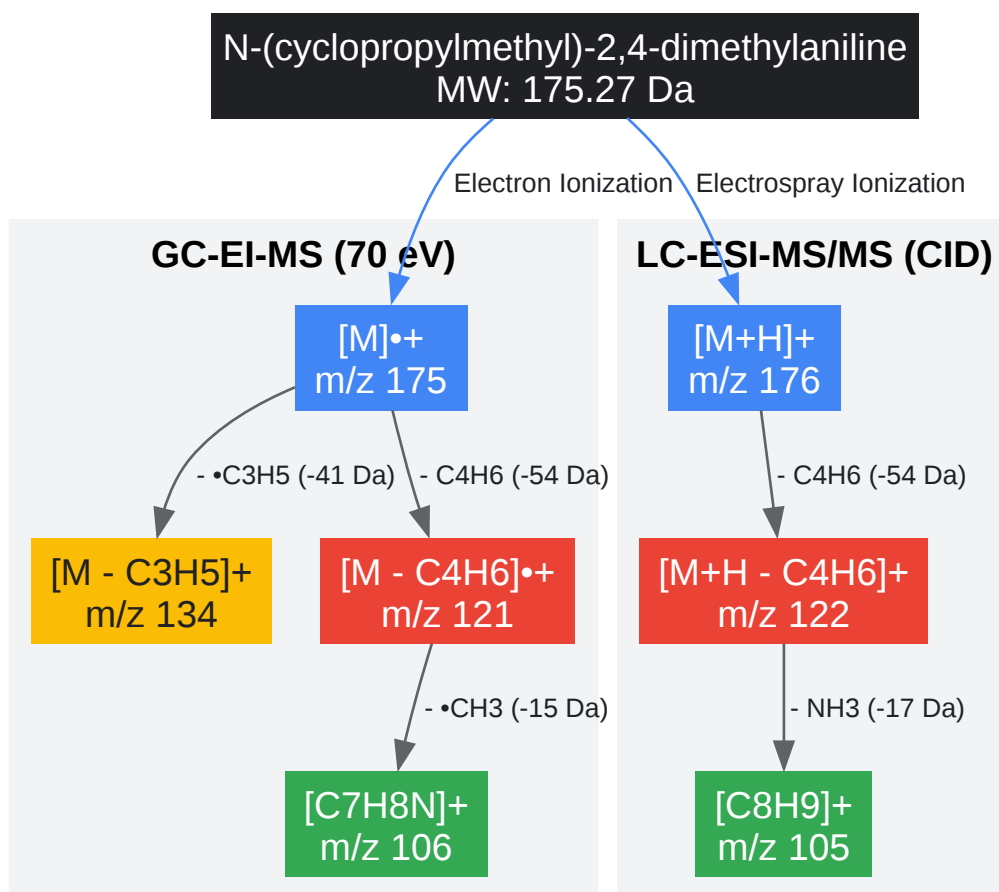 N-(cyclopropylmethyl)-2,4-dimethylaniline
MW: 175.27 Da
Electron Ionization
Electrospray Ionization
GC-EI-MS (70 eV)
LC-ESI-MS/MS (CID)
[M]•+
m/z 175
[M+H]+
m/z 176
- •C3H5 (-41 Da)
- C4H6 (-54 Da)
- C4H6 (-54 Da)
[M - C3H5]+
m/z 134
[M - C4H6]•+
m/z 121
[M+H - C4H6]+
m/z 122
- •CH3 (-15 Da)
- NH3 (-17 Da)
[C7H8N]+
m/z 106
[C8H9]+
m/z 105